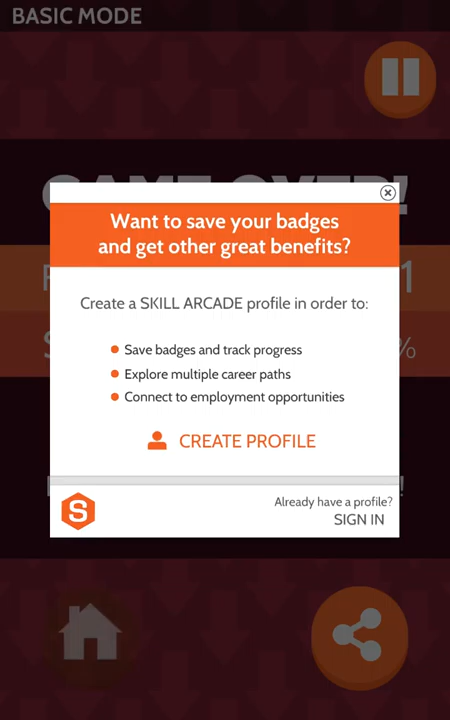 BASIC MODE
GAME OVER!
Want to save your badges
and get other great benefits?
Create a SKILL ARCADE profile in order to:
Save badges and track progress
Explore multiple career paths
Connect to employment opportunities
CREATE PROFILE
S
Already have a profile?
SIGN IN